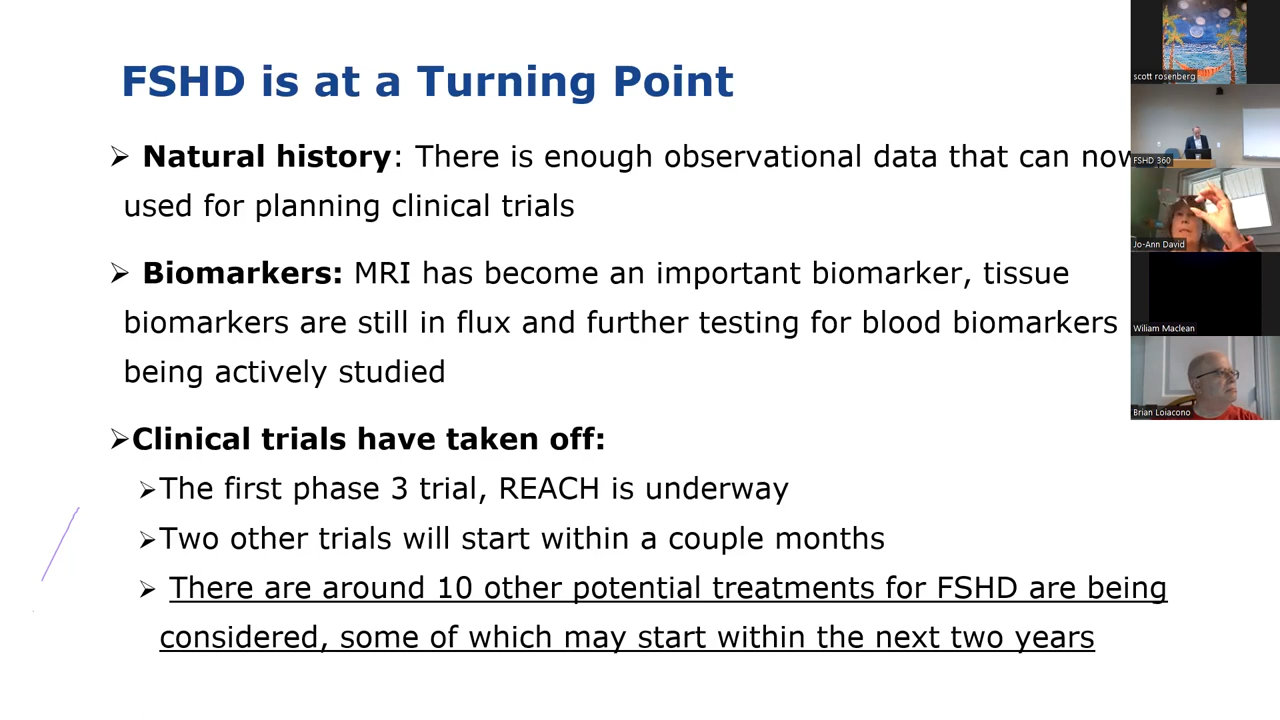 FSHD is at a Turning Point
➢ Natural history: There is enough observational data that can now
used for planning clinical trials
➢ Biomarkers: MRI has become an important biomarker, tissue
biomarkers are still in flux and further testing for blood biomarkers
being actively studied
➢Clinical trials have taken off:
➢The first phase 3 trial, REACH is underway
➢Two other trials will start within a couple months
➢ There are around 10 other potential treatments for FSHD are being
considered, some of which may start within the next two years
scott rosenberg
FSHD 360
Jo-Ann David
Wiliam Maclean
Brian Loiacono